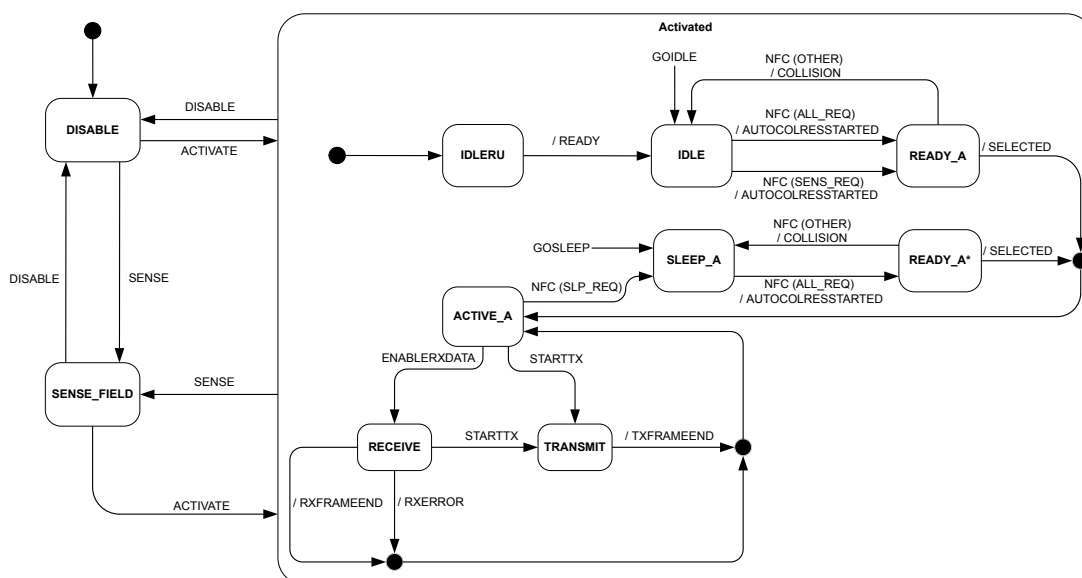 Activated
NFC (OTHER)
/ COLLISION
GOIDLE
DISABLE
DISABLE
ACTIVATE
IDLERU
/ READY
IDLE
NFC (ALL_REQ)
/ AUTOCOLRESSTARTED
READY_A
/ SELECTED
NFC (SENS_REQ)
/ AUTOCOLRESSTARTED
NFC (OTHER)
/ COLLISION
GOSLEEP
SLEEP_A
READY_A*
/ SELECTED
DISABLE
SENSE
NFC (SLP_REQ)
NFC (ALL_REQ)
/ AUTOCOLRESSTARTED
ACTIVE_A
ENABLERXDATA
STARTTX
SENSE_FIELD
SENSE
RECEIVE
STARTTX
TRANSMIT
/ TXFRAMEEND
/ RXFRAMEEND
/ RXERROR
ACTIVATE